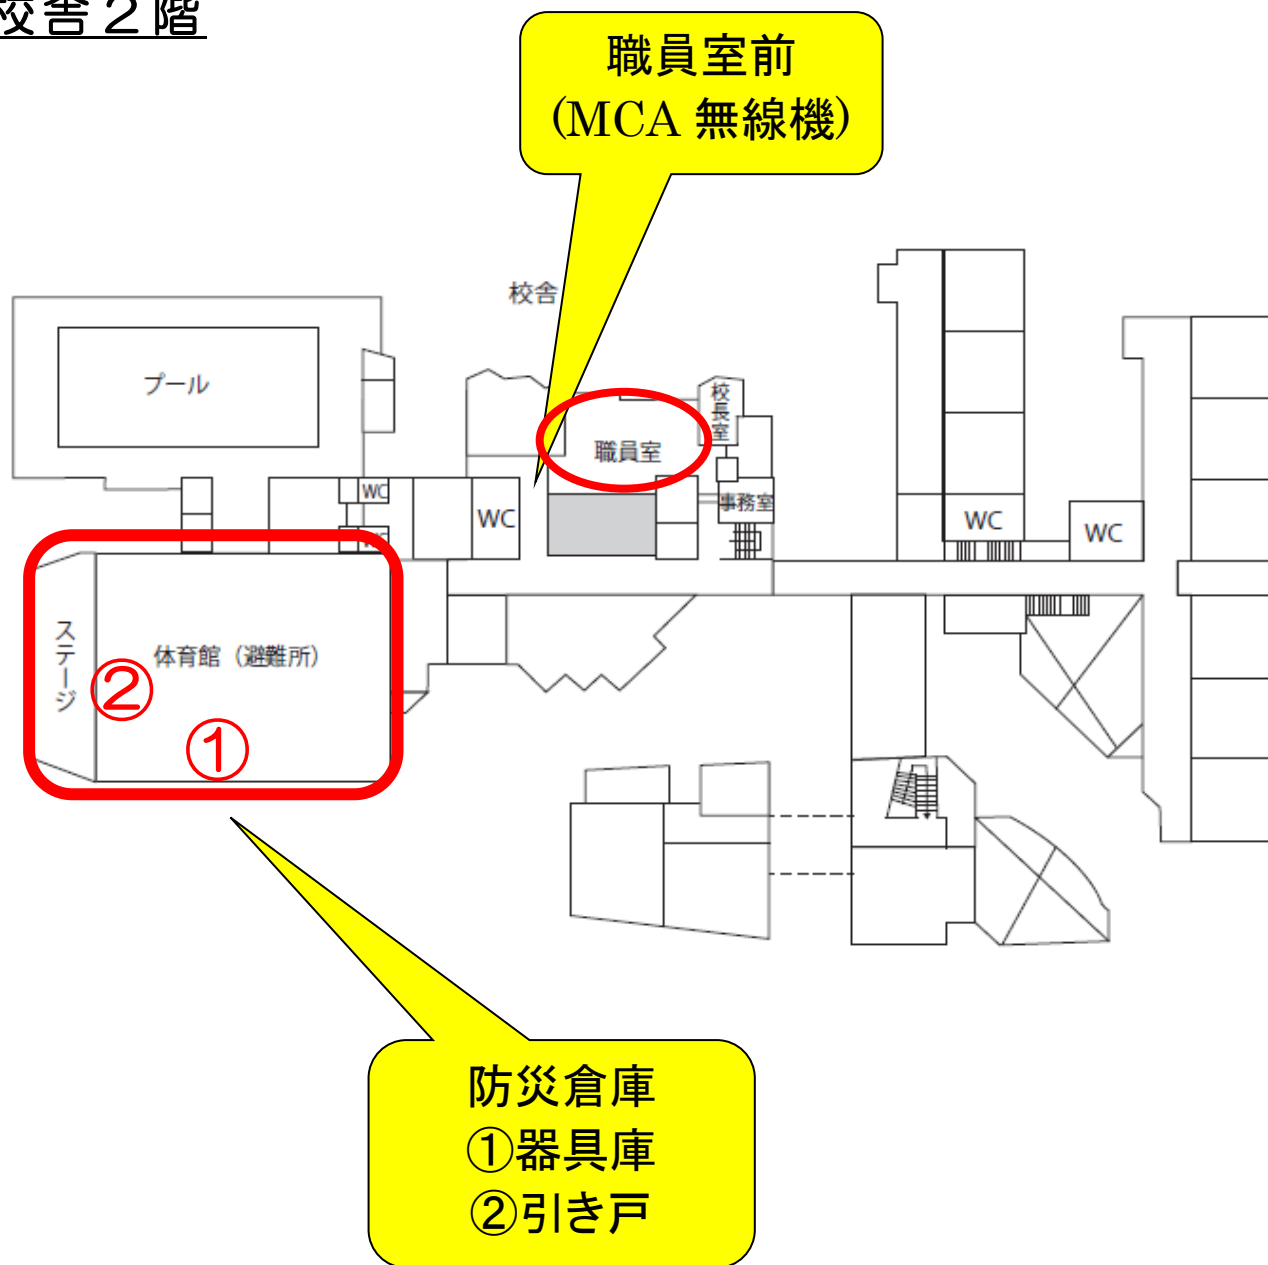 校舎２階
職員室前
(MCA 無線機)
校舎
プール
校長室
職員室
WC
WC
事務室
WC
WC
WC
ステージ
体育館（避難所）
②
①
防災倉庫
①器具庫
②引き戸